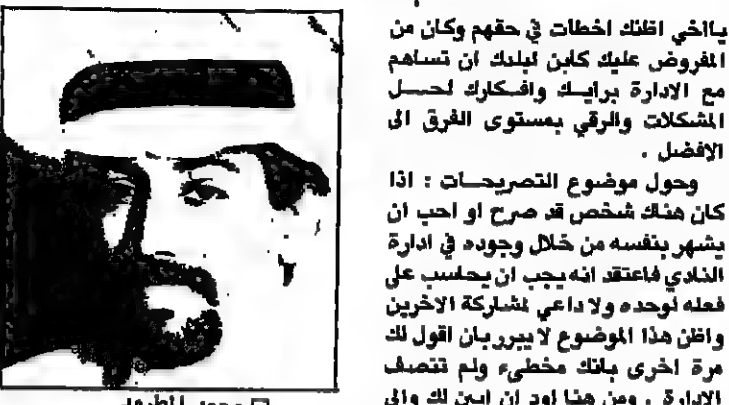 ياأخي اظنك اخطات في حقهم وكان من
المفروض عليك كابن لبلدك ان تساهم
مع الادارة برايك وافكارك لحل
المشكلات والرقي بمستوى الفرق الى
الافضل .
وحول موضوع التصريحات : اذا
كان هناك شخص قد صرح او احب ان
يشهر بنفسه من خلال وجوده في ادارة
النادي فاعتقد انه يجب ان يحاسب على
فعله لوحده ولا داعي لمشاركة الاخرين
واظن هذا الموضوع لا يبرر بان اقول لك
مرة اخرى بانك مخطىء ولم تنصف
الادارة . ومن هنا اود ان ابين لك والى